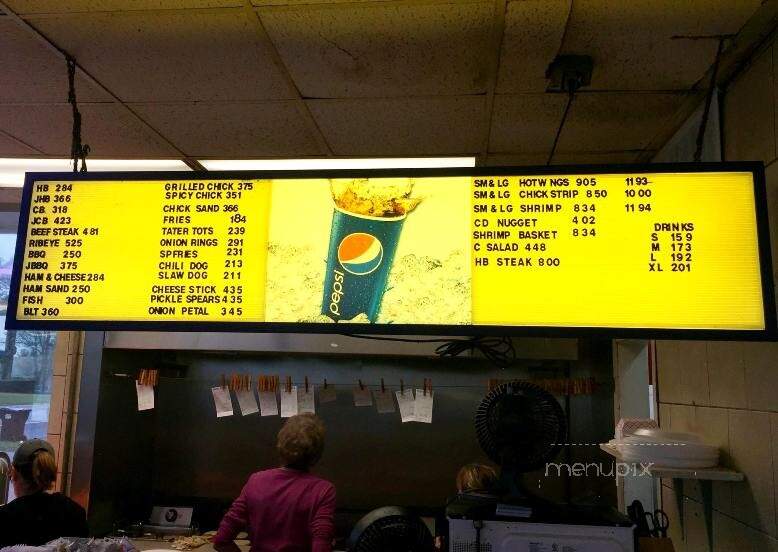 HB 284
JHB 366
CB 318
JCB 423
BEEF STEAK 481
RIBEYE 525
BBQ 250
JBBQ 375
HAM & CHEESE 284
HAM SAND 250
FISH 300
BLT 360
GRILLED CHICK 375
SPICY CHICK 351
CHICK SAND 366
FRIES 184
TATER TOTS 239
ONION RINGS 291
SP FRIES 231
CHILI DOG 213
SLAW DOG 211
CHEESE STICK 435
PICKLE SPEARS 435
ONION PETAL 345
pepsi
SM & LG HOTW NGS 905 1193
SM & LG CHICK STRIP 850 1000
SM & LG SHRIMP 834 1194
CD NUGGET 402
SHRIMP BASKET 834
C SALAD 448
HB STEAK 800
DRINKS
S 159
M 173
L 192
XL 201
menupix